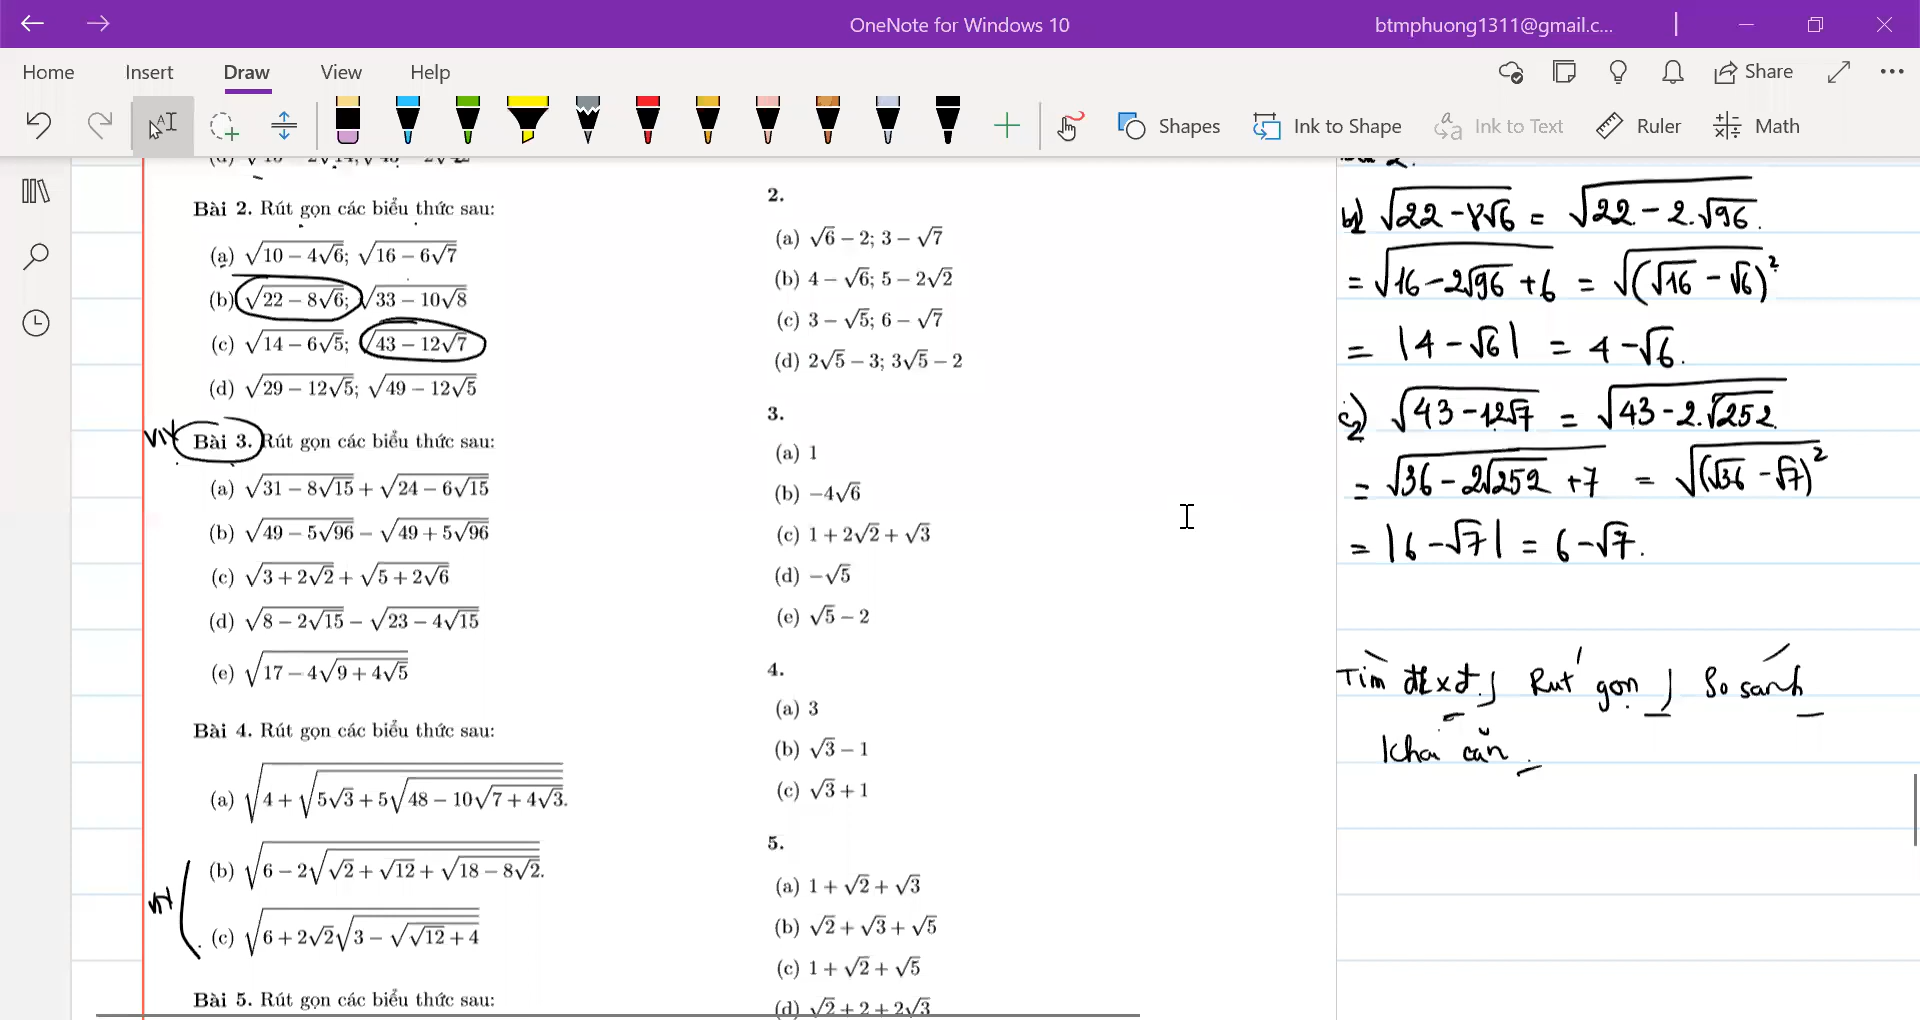 OneNote for Windows 10
btmphuong1311@gmail.c...
Home Insert Draw View Help
Share
Shapes Ink to Shape Ink to Text Ruler Math
Bài 2. Rút gọn các biểu thức sau:
(a) √(10 − 4√6); √(16 − 6√7)
(b) √(22 − 8√6); √(33 − 10√8)
(c) √(14 − 6√5); √(43 − 12√7)
(d) √(29 − 12√5); √(49 − 12√5)
Bài 3. Rút gọn các biểu thức sau:
(a) √(31 − 8√15) + √(24 − 6√15)
(b) √(49 − 5√96) − √(49 + 5√96)
(c) √(3 + 2√2) + √(5 + 2√6)
(d) √(8 − 2√15) − √(23 − 4√15)
(e) √(17 − 4√(9 + 4√5))
Bài 4. Rút gọn các biểu thức sau:
(a) √(4 + √(5√3 + 5√(48 − 10√(7 + 4√3)))).
(b) √(6 − 2√(√2 + √12 + √(18 − 8√2))).
(c) √(6 + 2√2√(3 − √(√12 + 4)))
Bài 5. Rút gọn các biểu thức sau:
2.
(a) √6 − 2; 3 − √7
(b) 4 − √6; 5 − 2√2
(c) 3 − √5; 6 − √7
(d) 2√5 − 3; 3√5 − 2
3.
(a) 1
(b) −4√6
(c) 1 + 2√2 + √3
(d) −√5
(e) √5 − 2
4.
(a) 3
(b) √3 − 1
(c) √3 + 1
5.
(a) 1 + √2 + √3
(b) √2 + √3 + √5
(c) 1 + √2 + √5
(d) √2 + 2 + 2√3
b1) √(22 − 8√6) = √(22 − 2.√96).
= √(16 − 2√96 + 6) = √((√16 − √6)²)
= |4 − √6| = 4 − √6.
c2) √(43 − 12√7) = √(43 − 2.√252)
= √(36 − 2√252 + 7) = √((√36 − √7)²)
= |6 − √7| = 6 − √7.
Tìm đkxđ; Rút gọn; So sánh
Khai căn.